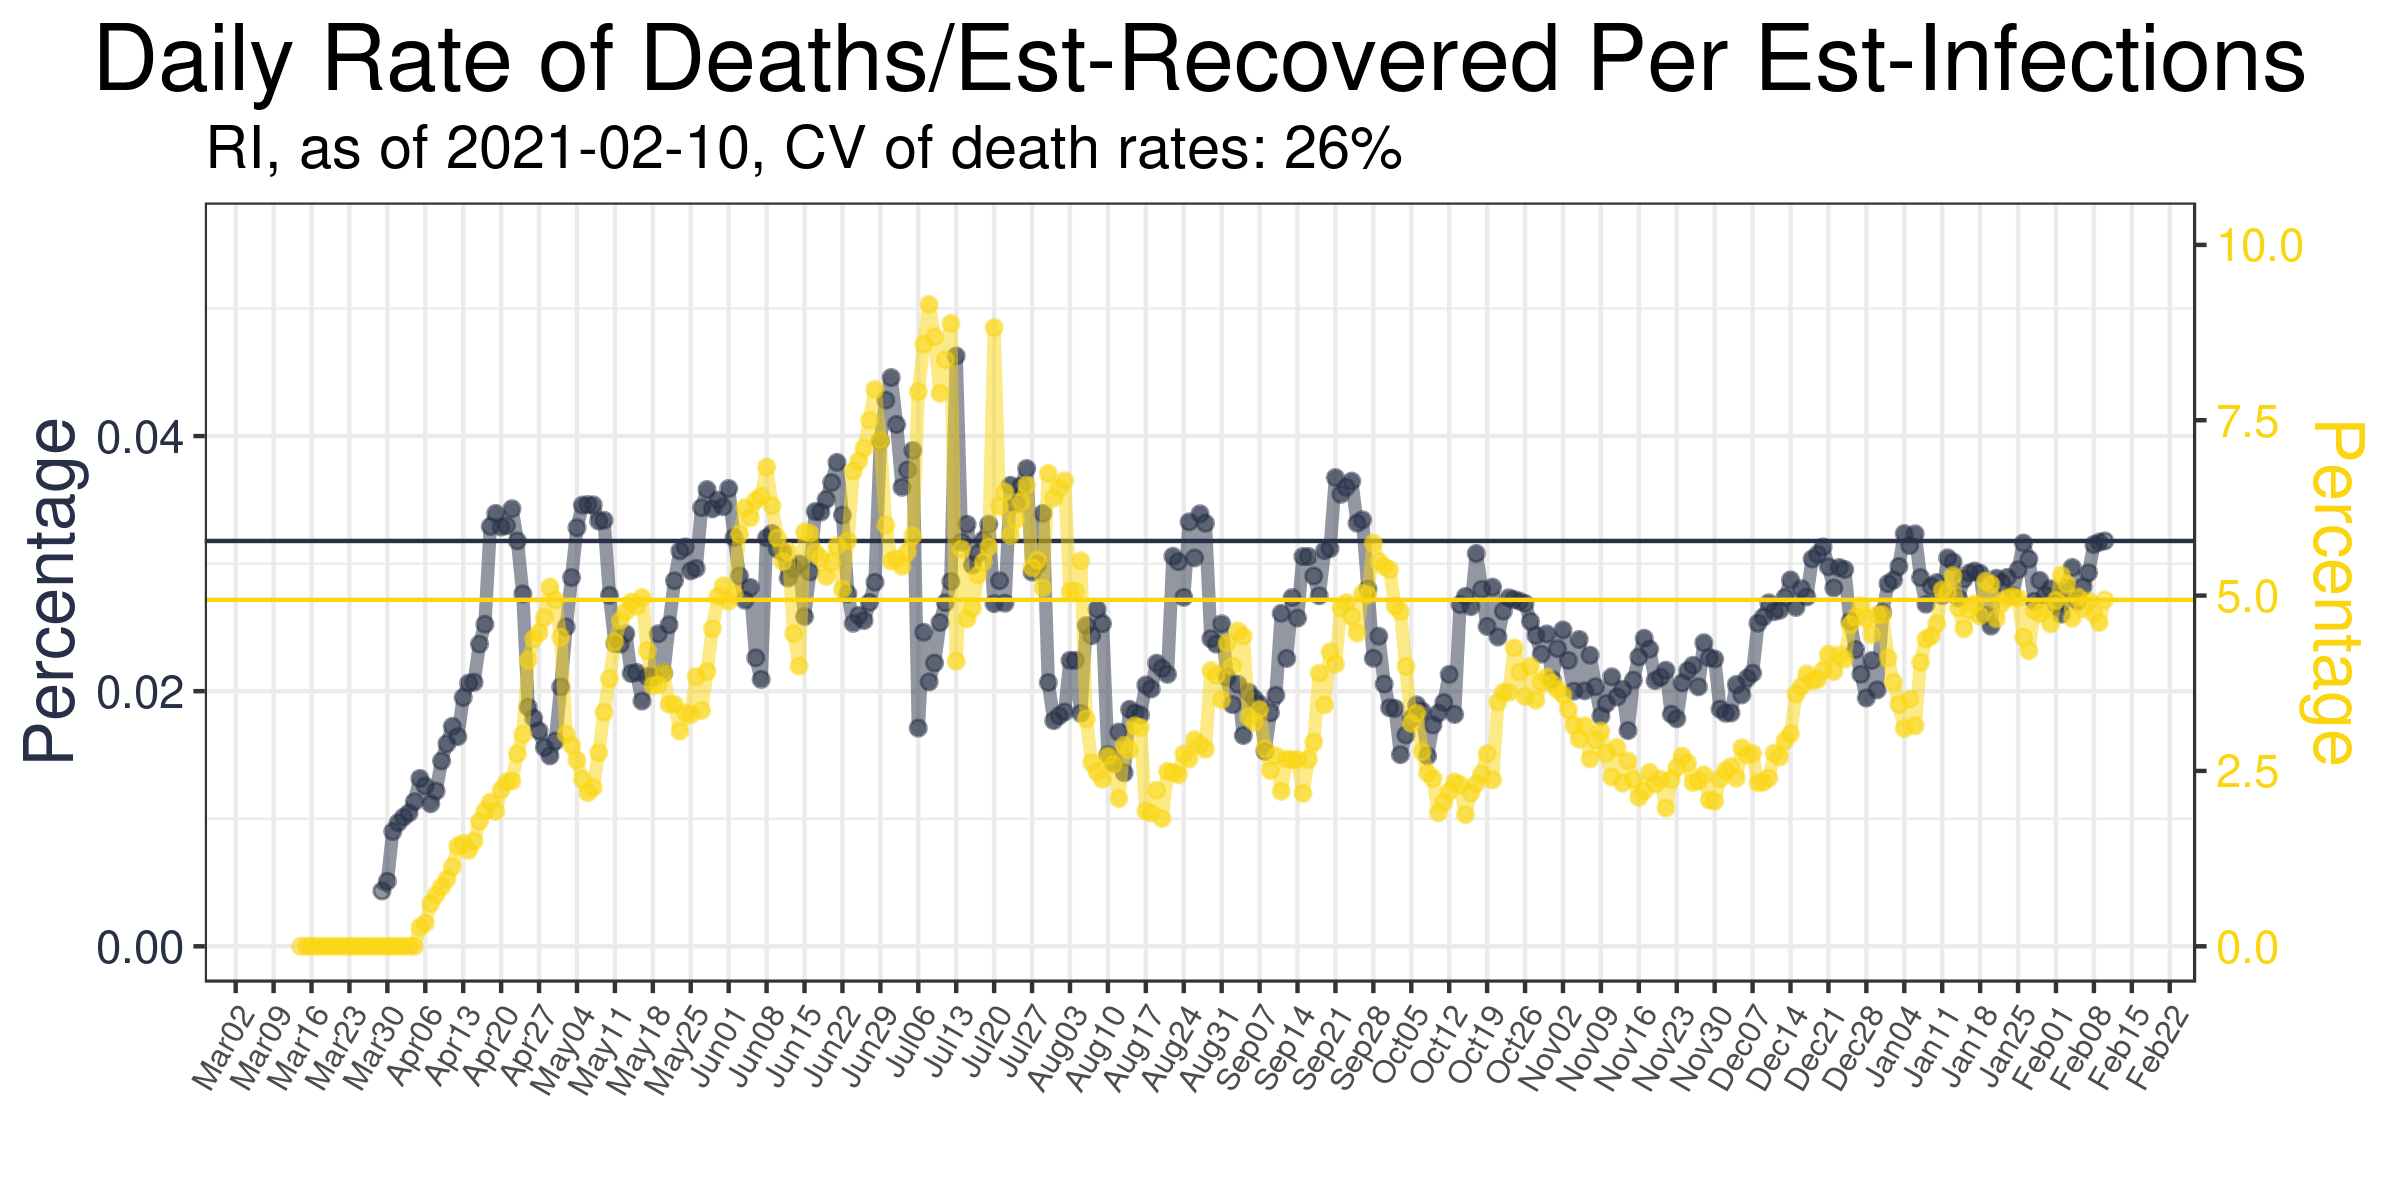 Daily Rate of Deaths/Est-Recovered Per Est-Infections
RI, as of 2021-02-10, CV of death rates: 26%
Percentage
0.04
0.02
0.00
10.0
7.5
5.0
2.5
0.0
Percentage
Mar02
Mar09
Mar16
Mar23
Mar30
Apr06
Apr13
Apr20
Apr27
May04
May11
May18
May25
Jun01
Jun08
Jun15
Jun22
Jun29
Jul06
Jul13
Jul20
Jul27
Aug03
Aug10
Aug17
Aug24
Aug31
Sep07
Sep14
Sep21
Sep28
Oct05
Oct12
Oct19
Oct26
Nov02
Nov09
Nov16
Nov23
Nov30
Dec07
Dec14
Dec21
Dec28
Jan04
Jan11
Jan18
Jan25
Feb01
Feb08
Feb15
Feb22